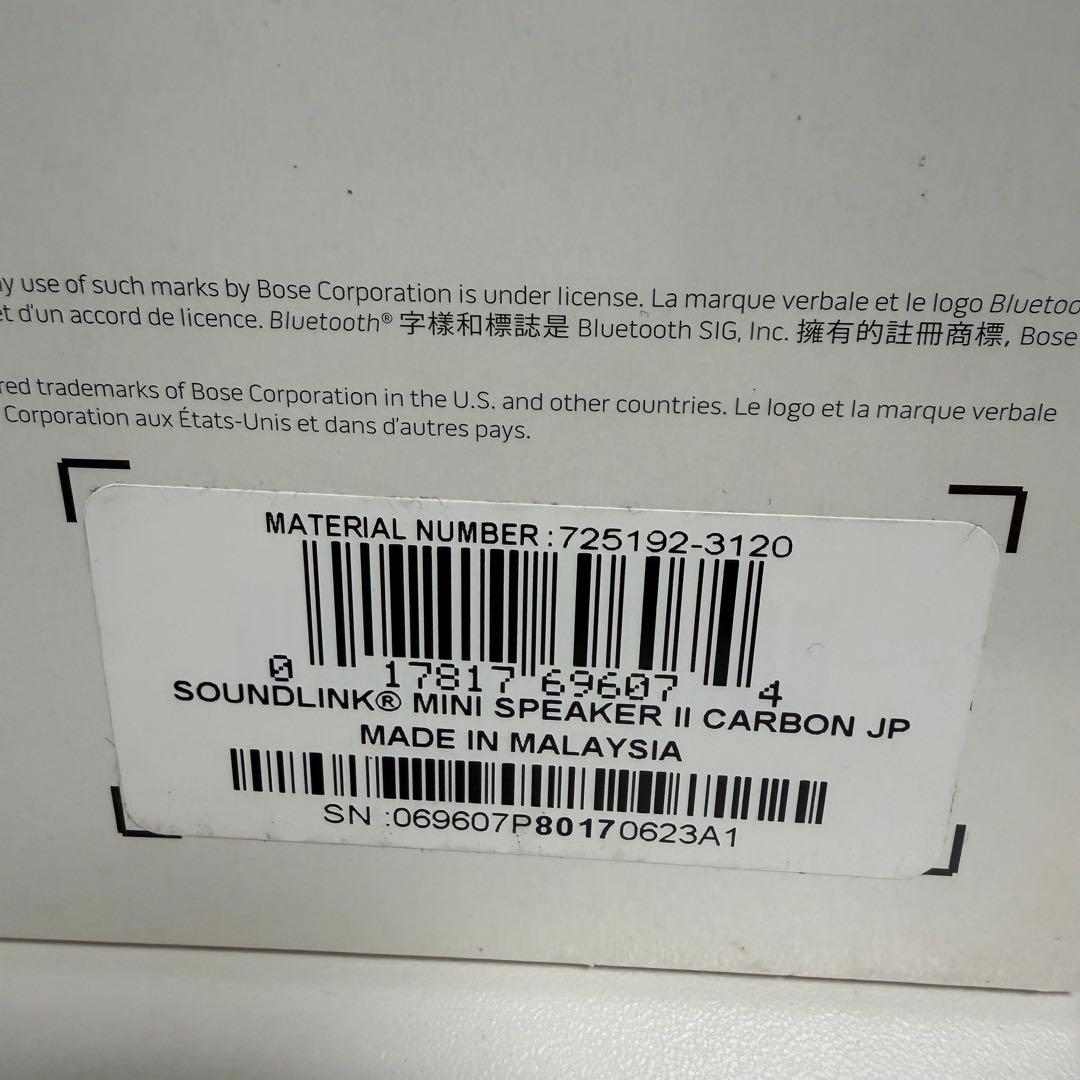 use of such marks by Bose Corporation is under license. La marque verbale et le logo
d'un accord de licence. Bluetooth® 字樣和標誌是 Bluetooth SIG, Inc. 擁有的註冊商標, Bose
trademarks of Bose Corporation in the U.S. and other countries. Le logo et la marque verbale
Corporation aux États-Unis et dans d'autres pays.
MATERIAL NUMBER :725192-3120
0 17817 69607 4
SOUNDLINK® MINI SPEAKER II CARBON JP
MADE IN MALAYSIA
SN :069607P80170623A1